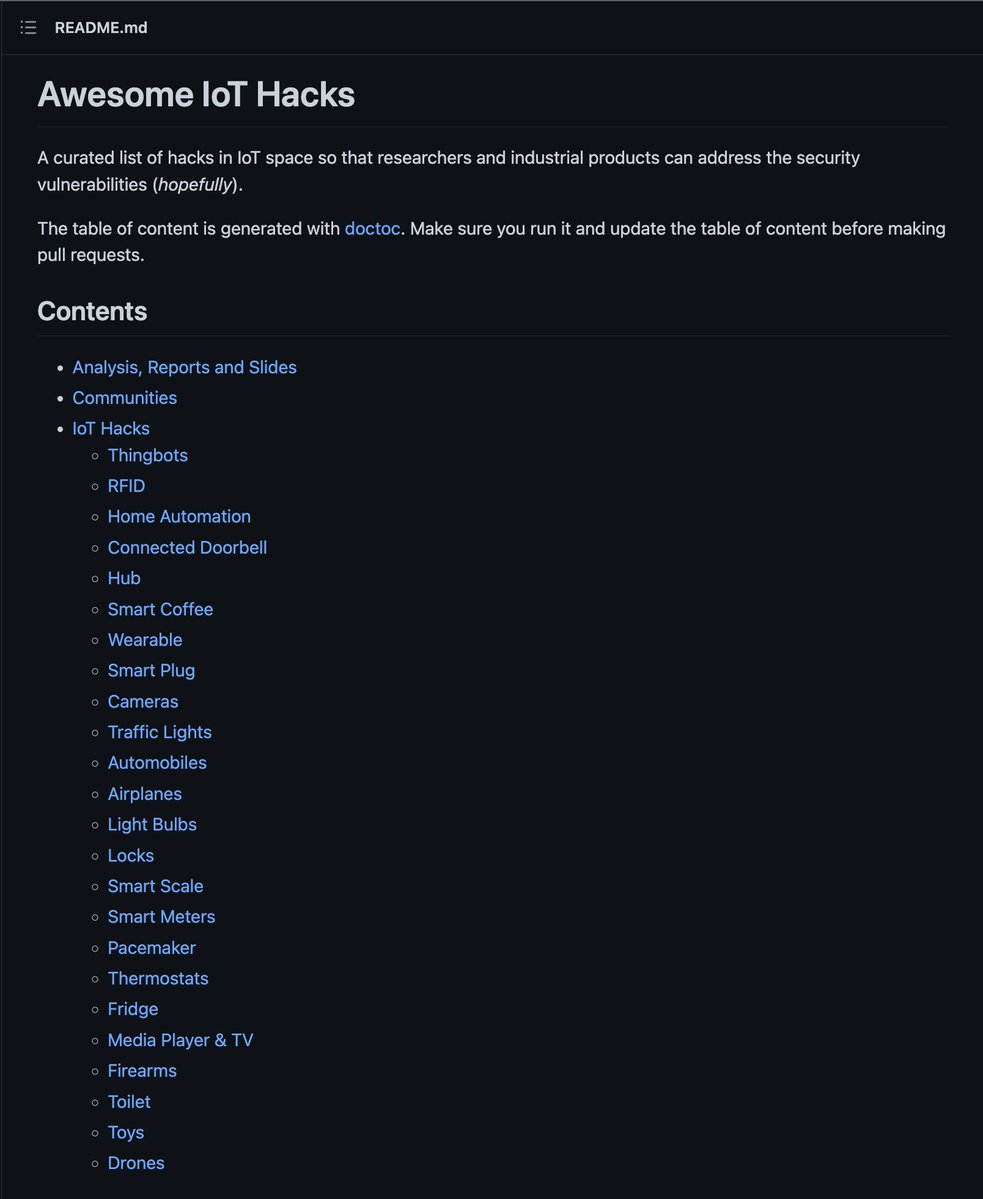 README.md
Awesome IoT Hacks
A curated list of hacks in IoT space so that researchers and industrial products can address the security
vulnerabilities (hopefully).
The table of content is generated with doctoc. Make sure you run it and update the table of content before making
pull requests.
Contents
Analysis, Reports and Slides
Communities
IoT Hacks
Thingbots
RFID
Home Automation
Connected Doorbell
Hub
Smart Coffee
Wearable
Smart Plug
Cameras
Traffic Lights
Automobiles
Airplanes
Light Bulbs
Locks
Smart Scale
Smart Meters
Pacemaker
Thermostats
Fridge
Media Player & TV
Firearms
Toilet
Toys
Drones